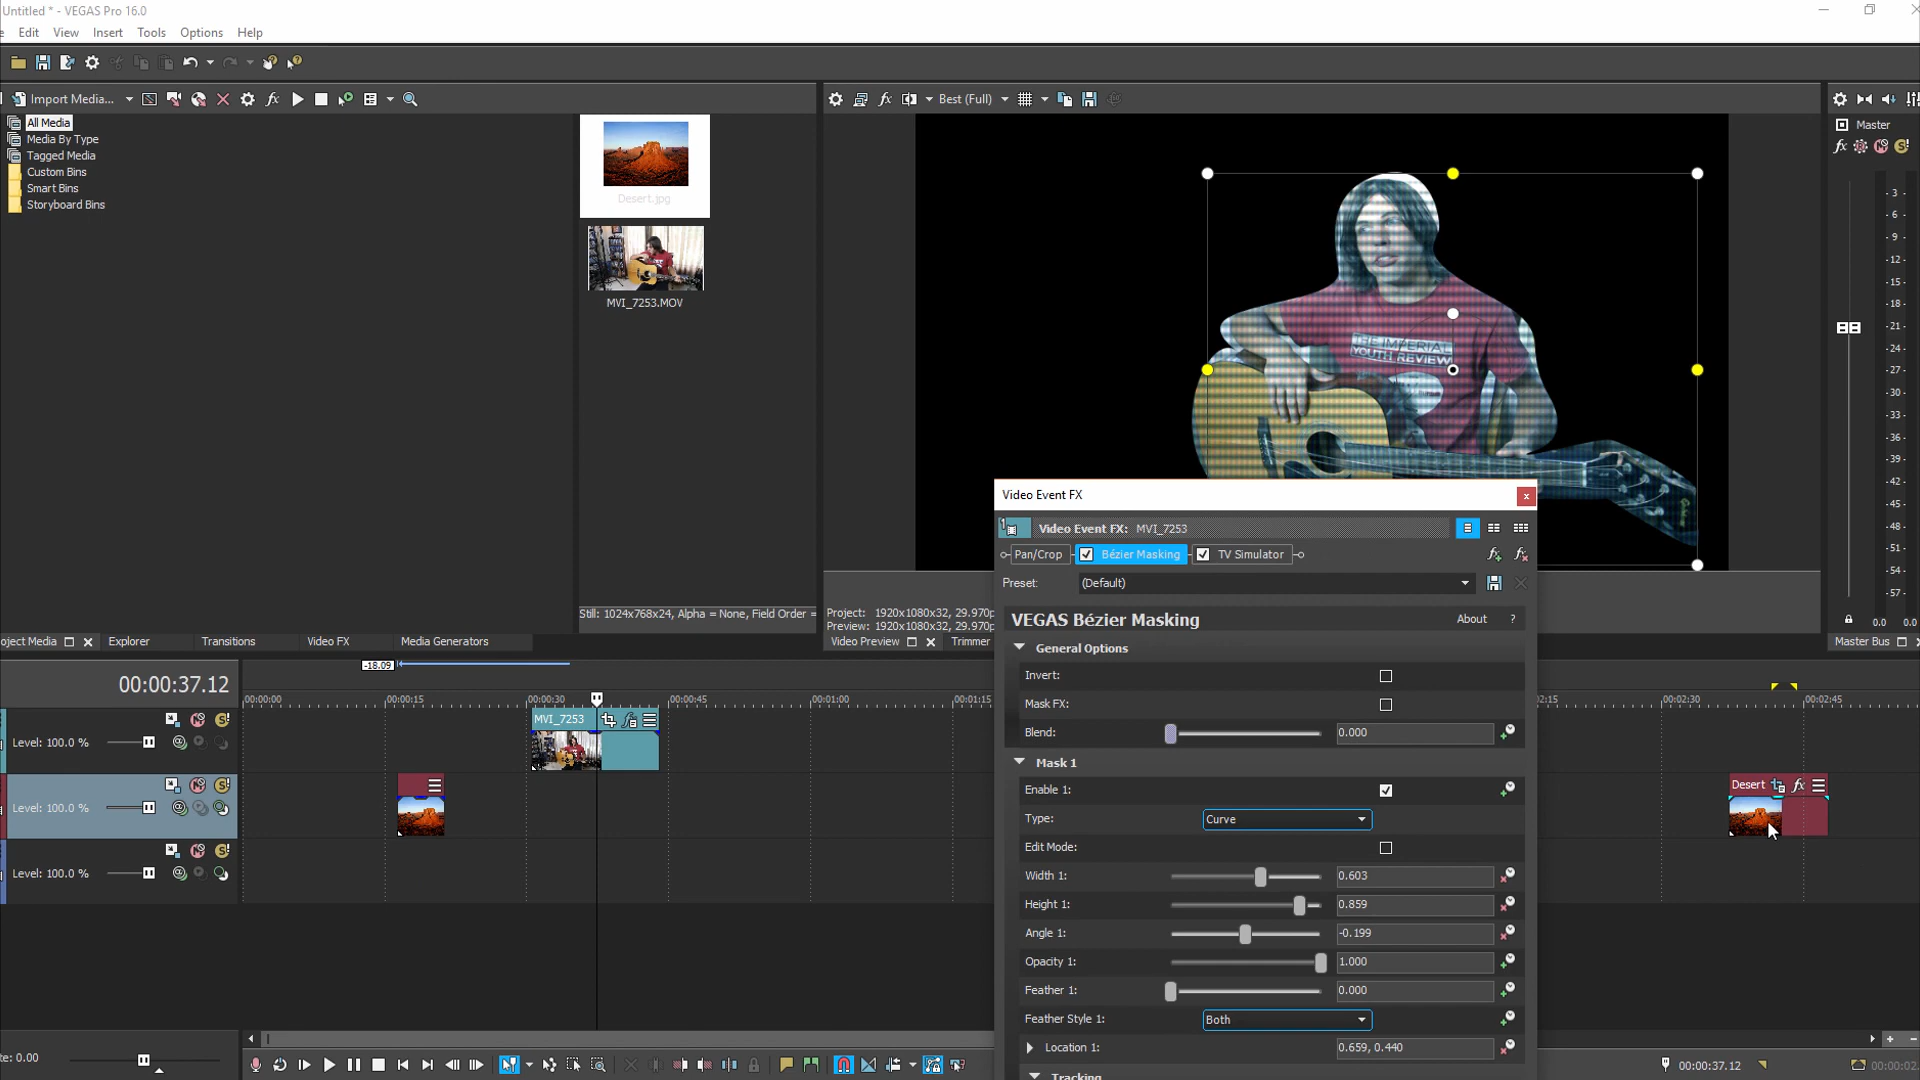 Untitled * - VEGAS Pro 16.0
e Edit View Insert Tools Options Help
Import Media... Best (Full)
All Media
Media By Type
Tagged Media
Custom Bins
Smart Bins
Storyboard Bins
Desert.jpg
MVI_7253.MOV
Master
-3
-6
-9
-12
-15
-18
-21
-24
-27
-30
-33
-36
-39
-42
-45
-48
-51
-54
-57
0.0 0.0
THE IMPERIAL
YOUTH REVIEW
Video Event FX
Video Event FX: MVI_7253
Pan/Crop Bézier Masking TV Simulator
Preset: (Default)
VEGAS Bézier Masking About ?
General Options
Invert:
Mask FX:
Blend: 0.000
Mask 1
Enable 1:
Type: Curve
Edit Mode:
Width 1: 0.603
Height 1: 0.859
Angle 1: -0.199
Opacity 1: 1.000
Feather 1: 0.000
Feather Style 1: Both
Location 1: 0.659, 0.440
Tracking
Still: 1024x768x24, Alpha = None, Field Order =
Project: 1920x1080x32, 29.970p
Preview: 1920x1080x32, 29.970p
oject Media Explorer Transitions Video FX Media Generators
Video Preview Trimmer
Master Bus
-18.09
00:00:37.12
00:00:00 00:00:15 00:00:30 00:00:45 00:01:00 00:01:15 :02:15 00:02:30 00:02:45
Level: 100.0 %
MVI_7253
Level: 100.0 %
Desert
Level: 100.0 %
te: 0.00
00:00:37.12
00:00:02.